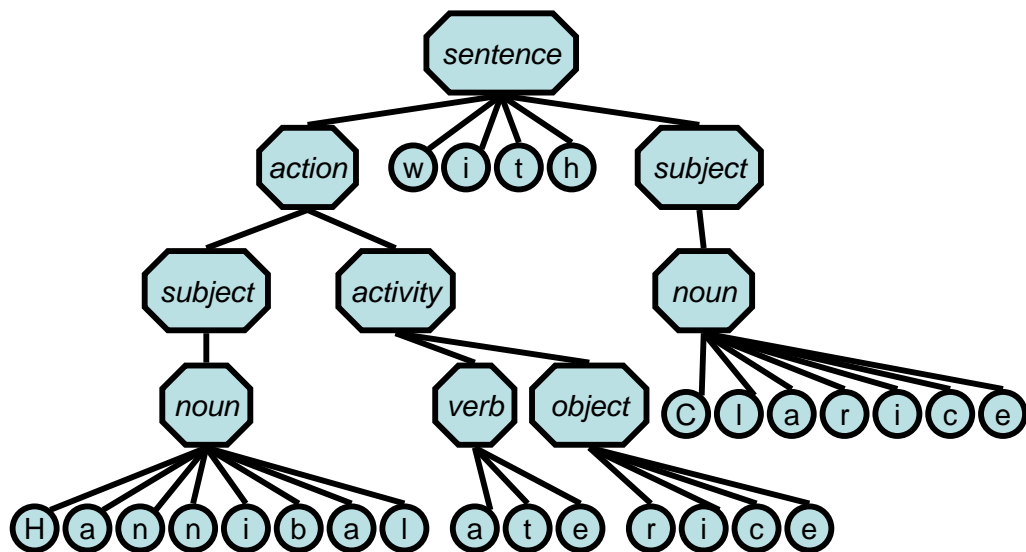 sentence
action
w i t h
subject
subject
activity
noun
noun
verb
object
C l a r i c e
H a n n i b a l
a t e
r i c e